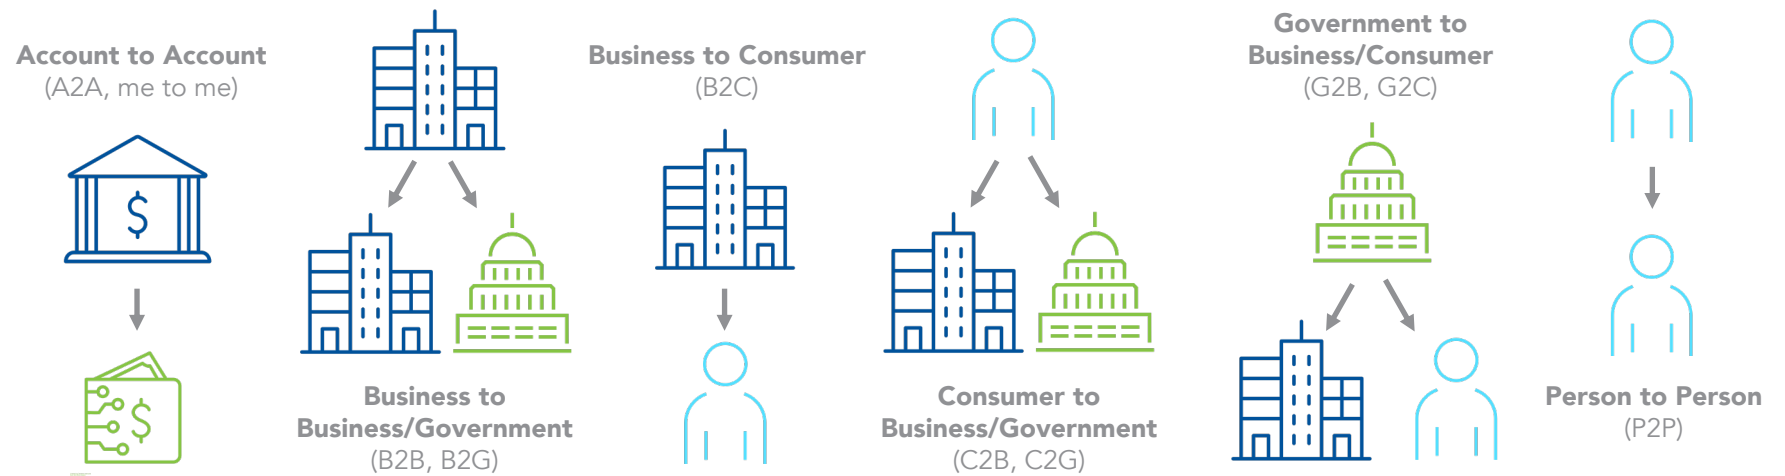 Account to Account
(A2A, me to me)
$
$
Business to
Business/Government
(B2B, B2G)
Business to Consumer
(B2C)
Consumer to
Business/Government
(C2B, C2G)
Government to
Business/Consumer
(G2B, G2C)
Person to Person
(P2P)